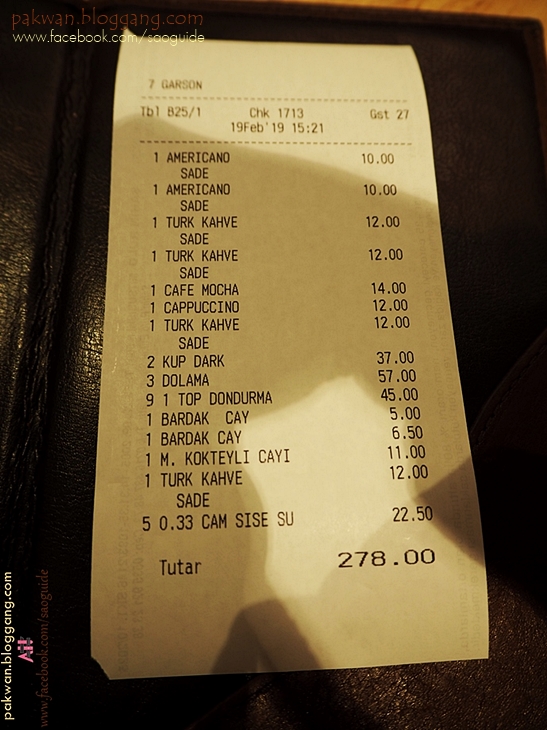 pakwan.bloggang.com
www.facebook.com/saoguide
7 GARSON
Tbl B25/1 Chk 1713 Gst 27
19Feb'19 15:21
1 AMERICANO 10.00
SADE
1 AMERICANO 10.00
SADE
1 TURK KAHVE 12.00
SADE
1 TURK KAHVE 12.00
SADE
1 CAFE MOCHA 14.00
1 CAPPUCCINO 12.00
1 TURK KAHVE 12.00
SADE
2 KUP DARK 37.00
3 DOLAMA 57.00
9 1 TOP DONDURMA 45.00
1 BARDAK CAY 5.00
1 BARDAK CAY 6.50
1 M. KOKTEYLI CAYI 11.00
1 TURK KAHVE 12.00
SADE
5 0.33 CAM SISE SU 22.50
Tutar 278.00
pakwan.bloggang.com
www.facebook.com/saoguide